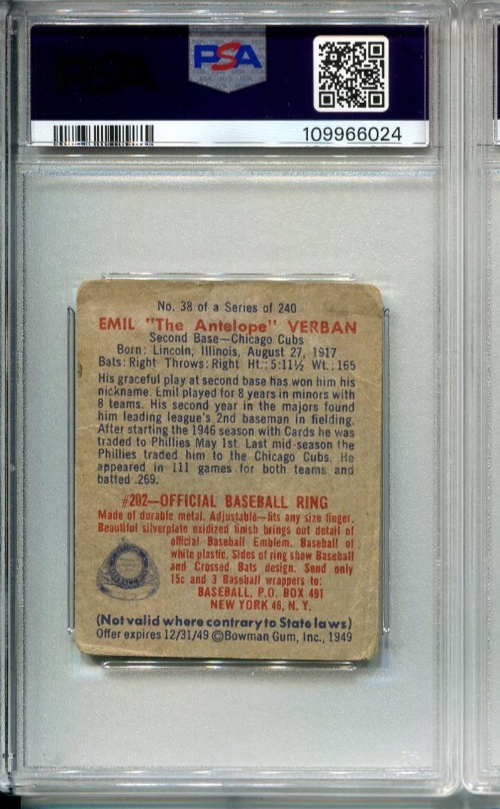 PSA
109966024
No. 38 of a Series of 240
EMIL "The Antelope" VERBAN
Second Base—Chicago Cubs
Born: Lincoln, Illinois, August 27, 1917
Bats: Right Throws: Right Ht.: 5:11½ Wt.: 165
His graceful play at second base has won him his
nickname. Emil played for 8 years in minors with
8 teams. His second year in the majors found
him leading league's 2nd baseman in fielding.
After starting the 1946 season with Cards he was
traded to Phillies May 1st. Last mid-season the
Phillies traded him to the Chicago Cubs. He
appeared in 111 games for both teams and
batted .269.
#202—OFFICIAL BASEBALL RING
Made of durable metal. Adjustable—fits any size finger.
Beautiful silverplate oxidized finish brings out detail of
official Baseball Emblem. Baseball of
white plastic. Sides of ring show Baseball
and Crossed Bats design. Send only
15c and 3 Baseball wrappers to:
BASEBALL, P.O. BOX 491
NEW YORK 46, N. Y.
(Not valid where contrary to State laws)
Offer expires 12/31/49 ©Bowman Gum, Inc., 1949